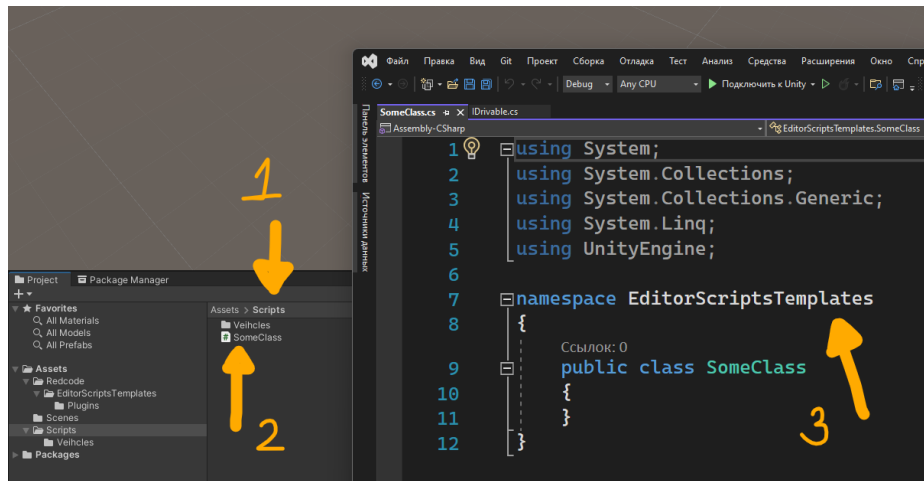 Файл Правка Вид Git Проект Сборка Отладка Тест Анализ Средства Расширения Окно Спр
Debug Any CPU Подключить к Unity
SomeClass.cs IDrivable.cs
Assembly-CSharp EditorScriptsTemplates.SomeClass
Панель элементов
Источники данных
1 using System;
2 using System.Collections;
3 using System.Collections.Generic;
4 using System.Linq;
5 using UnityEngine;
6
7 namespace EditorScriptsTemplates
8 {
Ссылок: 0
9 public class SomeClass
10 {
11 }
12 }
1
2
3
Project Package Manager
Favorites
All Materials
All Models
All Prefabs
Assets
Redcode
EditorScriptsTemplates
Plugins
Scenes
Scripts
Veihcles
Packages
Assets > Scripts
Veihcles
SomeClass